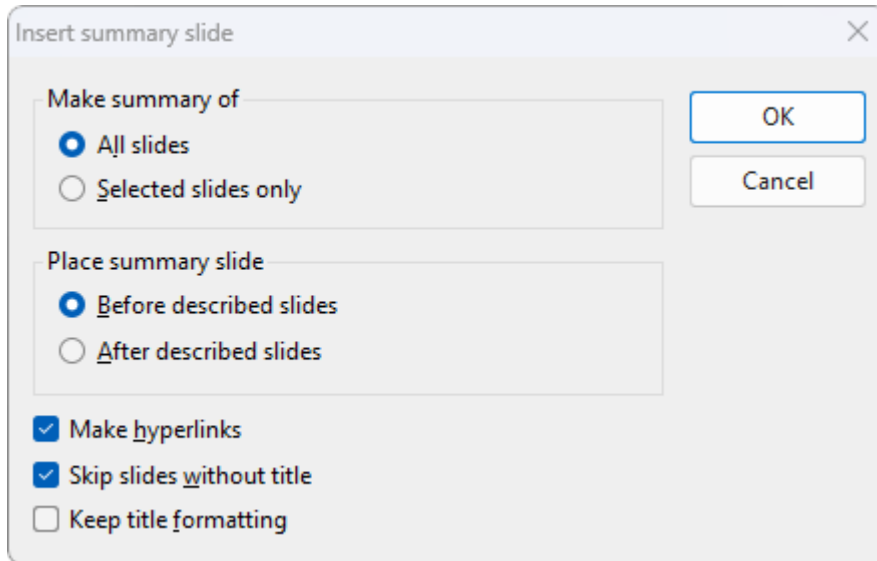 Insert summary slide
Make summary of
All slides
Selected slides only
OK
Cancel
Place summary slide
Before described slides
After described slides
Make hyperlinks
Skip slides without title
Keep title formatting